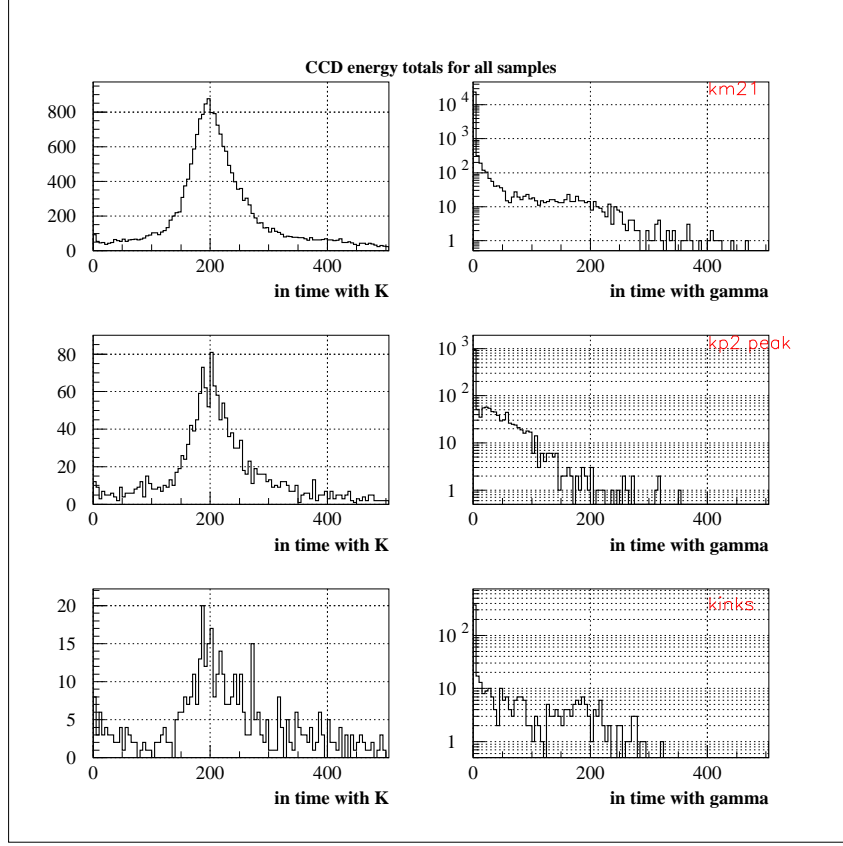 CCD energy totals for all samples
0
200
400
600
800
0 200 400
in time with K
km21
1
10
10 2
10 3
10 4
0 200 400
in time with gamma
0
20
40
60
80
0 200 400
in time with K
kp2 peak
1
10
10 2
10 3
0 200 400
in time with gamma
0
5
10
15
20
0 200 400
in time with K
kinks
1
10
10 2
0 200 400
in time with gamma